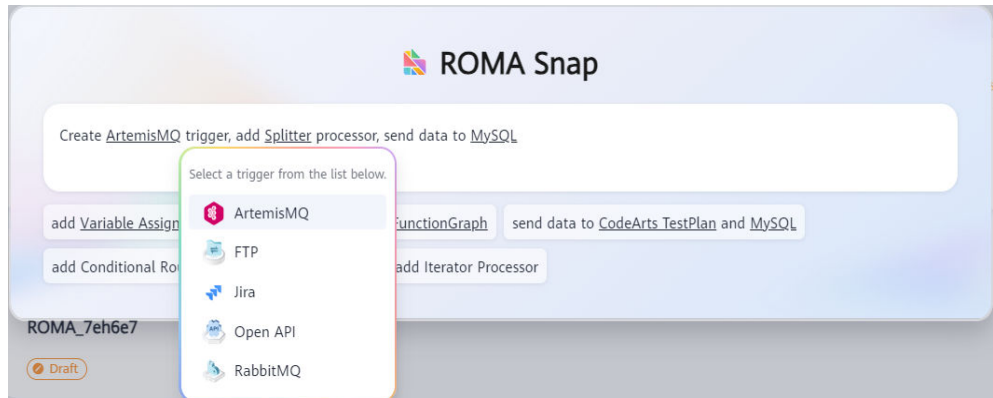 ROMA Snap
Create ArtemisMQ trigger, add Splitter processor, send data to MySQL
Select a trigger from the list below.
ArtemisMQ
FTP
Jira
Open API
RabbitMQ
add Variable Assign
FunctionGraph
send data to CodeArts TestPlan and MySQL
add Conditional Ro
add Iterator Processor
ROMA_7eh6e7
Draft